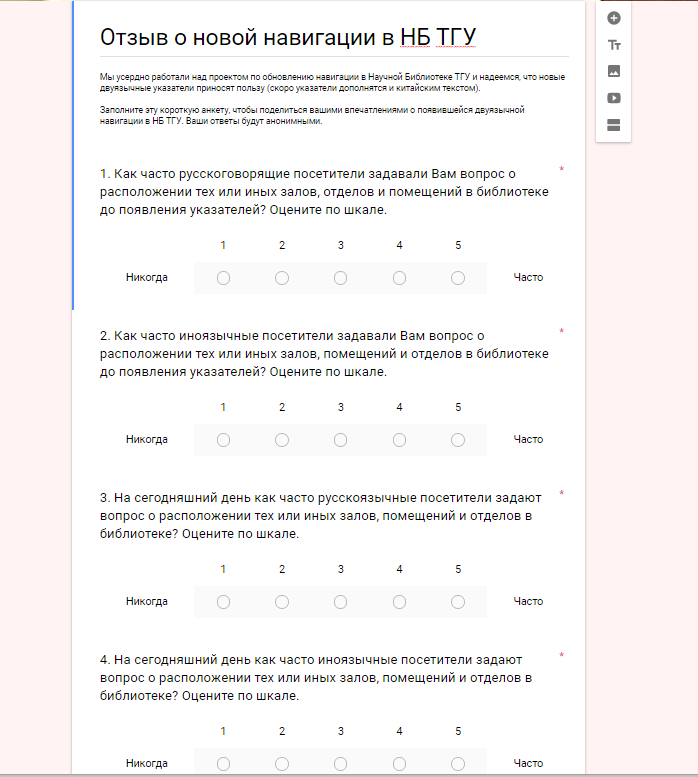 Отзыв о новой навигации в НБ ТГУ
Мы усердно работали над проектом по обновлению навигации в Научной Библиотеке ТГУ и надеемся, что новые
двуязычные указатели приносят пользу (скоро указатели дополнятся и китайским текстом).
Заполните эту короткую анкету, чтобы поделиться вашими впечатлениями о появившейся двуязычной
навигации в НБ ТГУ. Ваши ответы будут анонимными.
1. Как часто русскоговорящие посетители задавали Вам вопрос о *
расположении тех или иных залов, отделов и помещений в библиотеке
до появления указателей? Оцените по шкале.
1 2 3 4 5
Никогда Часто
2. Как часто иноязычные посетители задавали Вам вопрос о *
расположении тех или иных залов, помещений и отделов в библиотеке
до появления указателей? Оцените по шкале.
1 2 3 4 5
Никогда Часто
3. На сегодняшний день как часто русскоязычные посетители задают *
вопрос о расположении тех или иных залов, помещений и отделов в
библиотеке? Оцените по шкале.
1 2 3 4 5
Никогда Часто
4. На сегодняшний день как часто иноязычные посетители задают *
вопрос о расположении тех или иных залов, помещений и отделов в
библиотеке? Оцените по шкале.
1 2 3 4 5
Никогда Часто